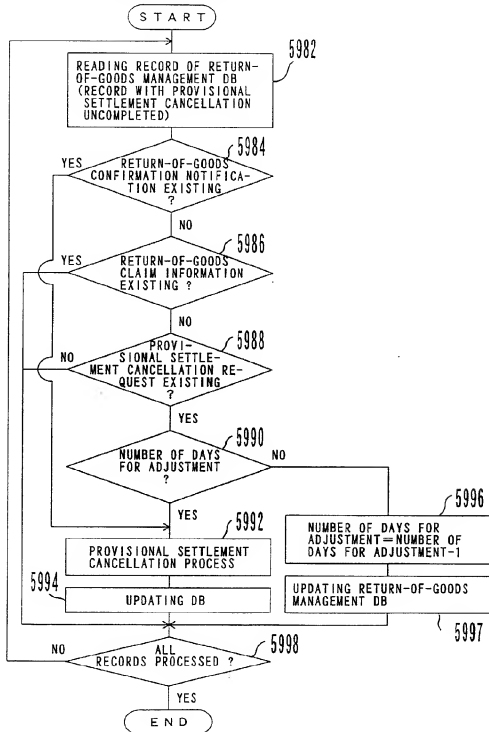 START
5982
READING RECORD OF RETURN-
OF-GOODS MANAGEMENT DB
(RECORD WITH PROVISIONAL
SETTLEMENT CANCELLATION
UNCOMPLETED)
5984
YES
RETURN-OF-GOODS
CONFIRMATION NOTIFICA-
TION EXISTING
?
NO
5986
YES
RETURN-OF-GOODS
CLAIM INFORMATION
EXISTING ?
NO
5988
NO
PROVI-
SIONAL SETTLE-
MENT CANCELLATION RE-
QUEST EXISTING
?
YES
5990
NO
NUMBER OF DAYS
FOR ADJUSTMENT
?
YES
5992
PROVISIONAL SETTLEMENT
CANCELLATION PROCESS
5994
UPDATING DB
5996
NUMBER OF DAYS FOR
ADJUSTMENT=NUMBER OF
DAYS FOR ADJUSTMENT-1
UPDATING RETURN-OF-GOODS
MANAGEMENT DB
5997
5998
NO
ALL
RECORDS PROCESSED ?
YES
END